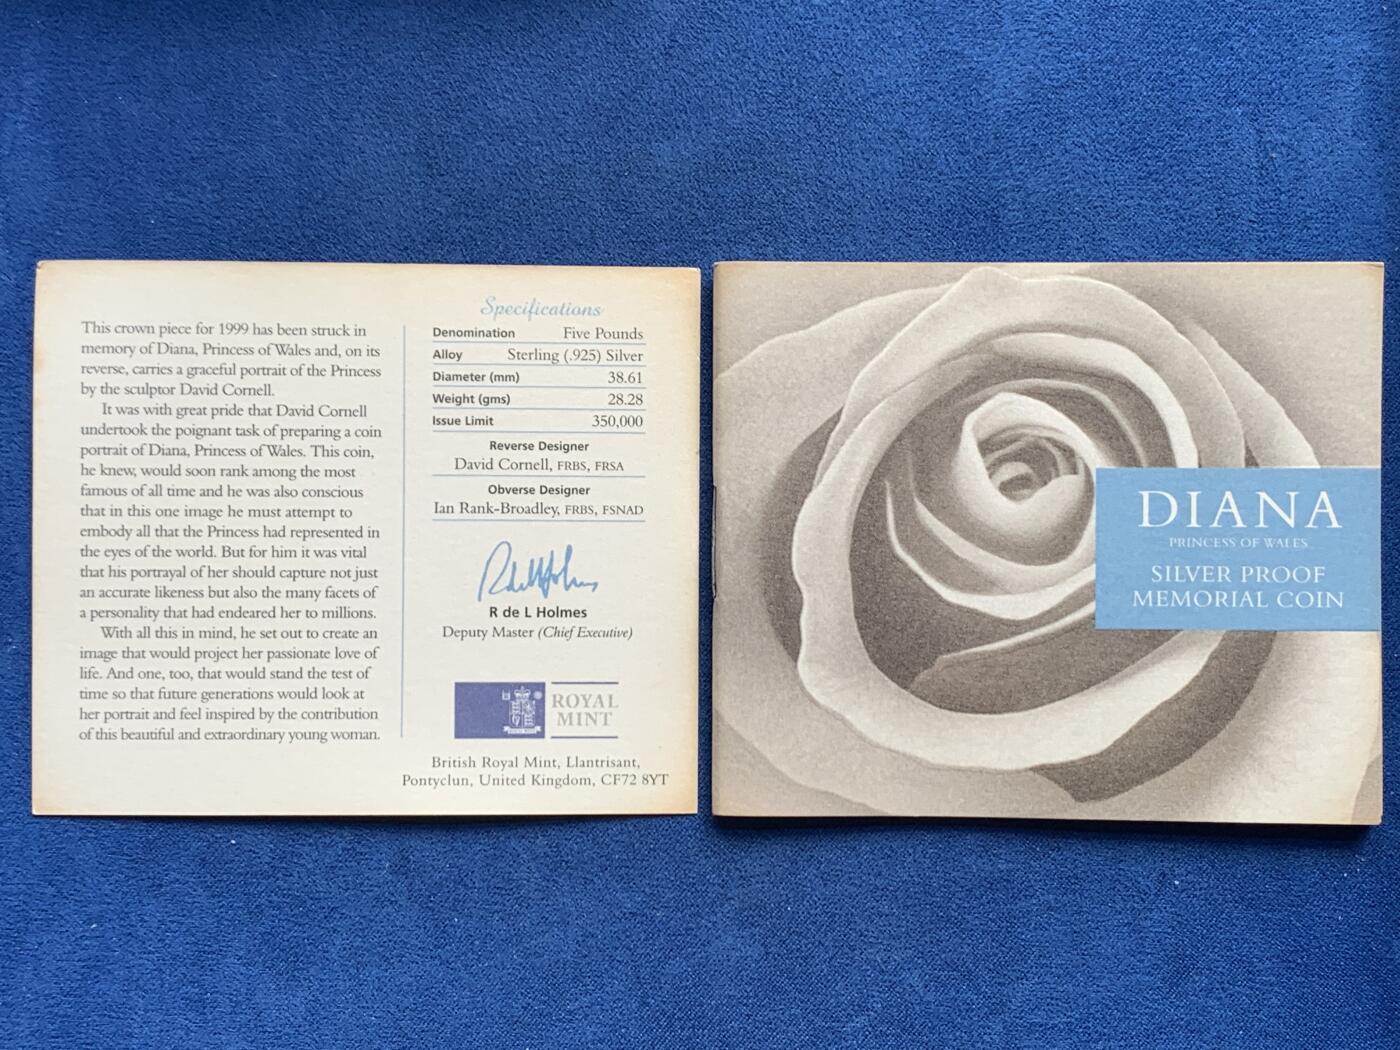 This crown piece for 1999 has been struck in
memory of Diana, Princess of Wales and, on its
reverse, carries a graceful portrait of the Princess
by the sculptor David Cornell.
It was with great pride that David Cornell
undertook the poignant task of preparing a coin
portrait of Diana, Princess of Wales. This coin,
he knew, would soon rank among the most
famous of all time and he was also conscious
that in this one image he must attempt to
embody all that the Princess had represented in
the eyes of the world. But for him it was vital
that his portrayal of her should capture not just
an accurate likeness but also the many facets of
a personality that had endeared her to millions.
With all this in mind, he set out to create an
image that would project her passionate love of
life. And one, too, that would stand the test of
time so that future generations would look at
her portrait and feel inspired by the contribution
of this beautiful and extraordinary young woman.
Specifications
Denomination Five Pounds
Alloy Sterling (.925) Silver
Diameter (mm) 38.61
Weight (gms) 28.28
Issue Limit 350,000
Reverse Designer
David Cornell, FRBS, FRSA
Obverse Designer
Ian Rank-Broadley, FRBS, FSNAD
R de L Holmes
Deputy Master (Chief Executive)
ROYAL
MINT
British Royal Mint, Llantrisant,
Pontyclun, United Kingdom, CF72 8YT
DIANA
PRINCESS OF WALES
SILVER PROOF
MEMORIAL COIN